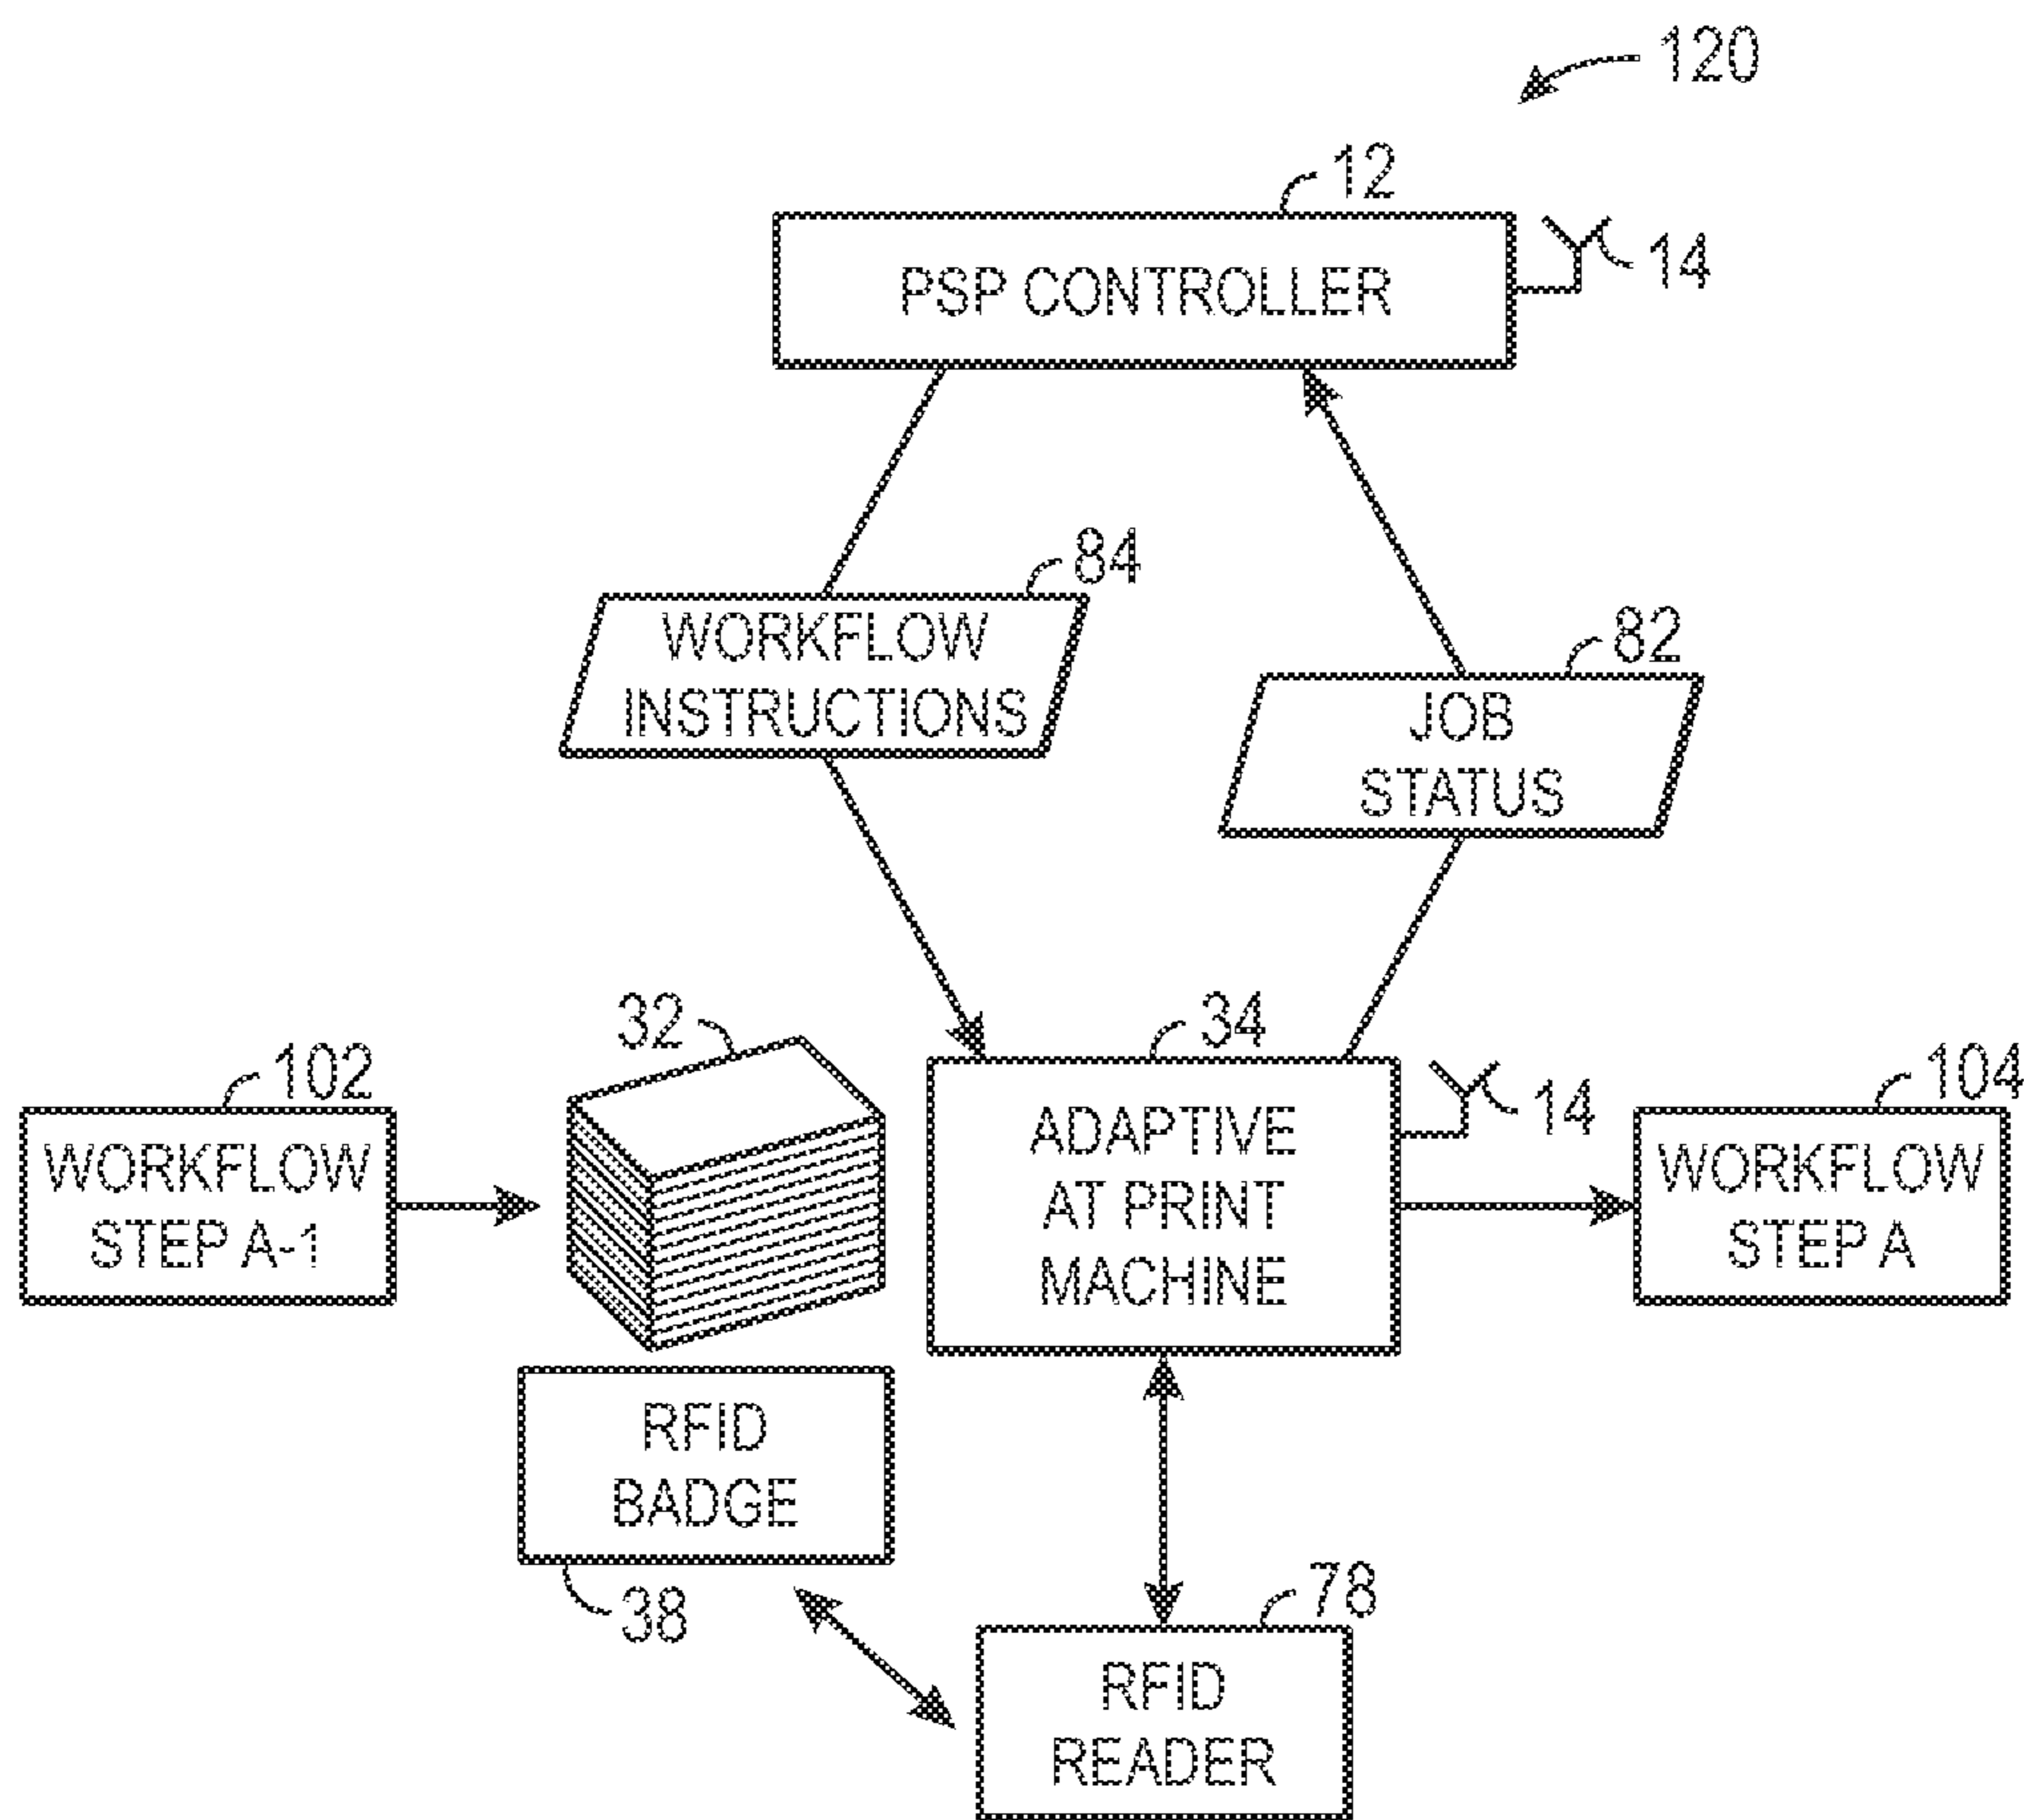 120
12
PSP CONTROLLER
14
84
WORKFLOW
INSTRUCTIONS
82
JOB
STATUS
32
34
102
WORKFLOW
STEP A-1
ADAPTIVE
AT PRINT
MACHINE
14
104
WORKFLOW
STEP A
RFID
BADGE
38
78
RFID
READER